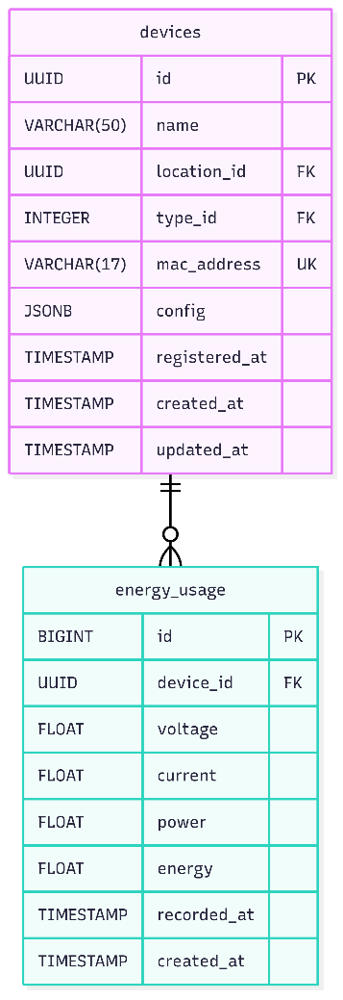 devices
UUID id PK
VARCHAR(50) name
UUID location_id FK
INTEGER type_id FK
VARCHAR(17) mac_address UK
JSONB config
TIMESTAMP registered_at
TIMESTAMP created_at
TIMESTAMP updated_at
energy_usage
BIGINT id PK
UUID device_id FK
FLOAT voltage
FLOAT current
FLOAT power
FLOAT energy
TIMESTAMP recorded_at
TIMESTAMP created_at